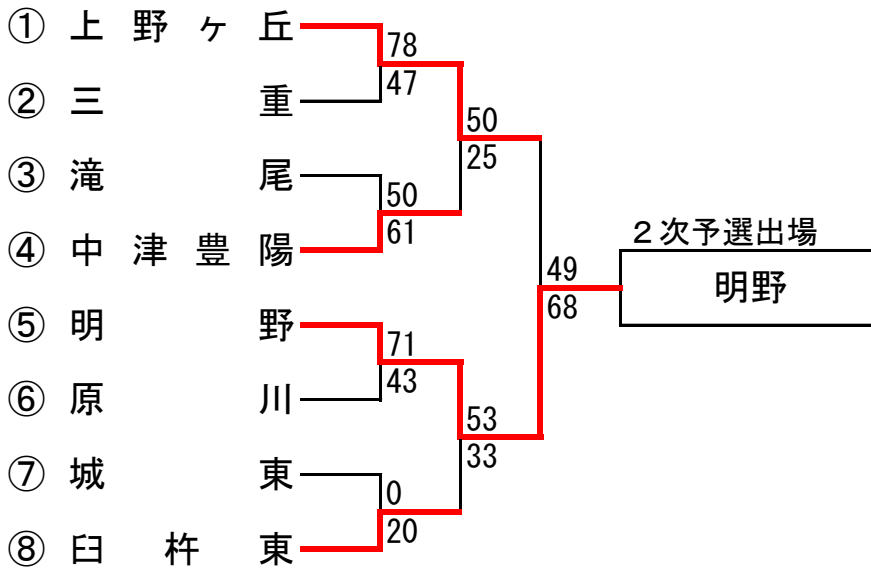 ① 上野ヶ丘
78
47
② 三重
50
25
③ 滝尾
50
61
④ 中津豊陽
２次予選出場
明野
49
68
⑤ 明野
71
43
⑥ 原川
53
33
⑦ 城東
0
20
⑧ 臼杵東